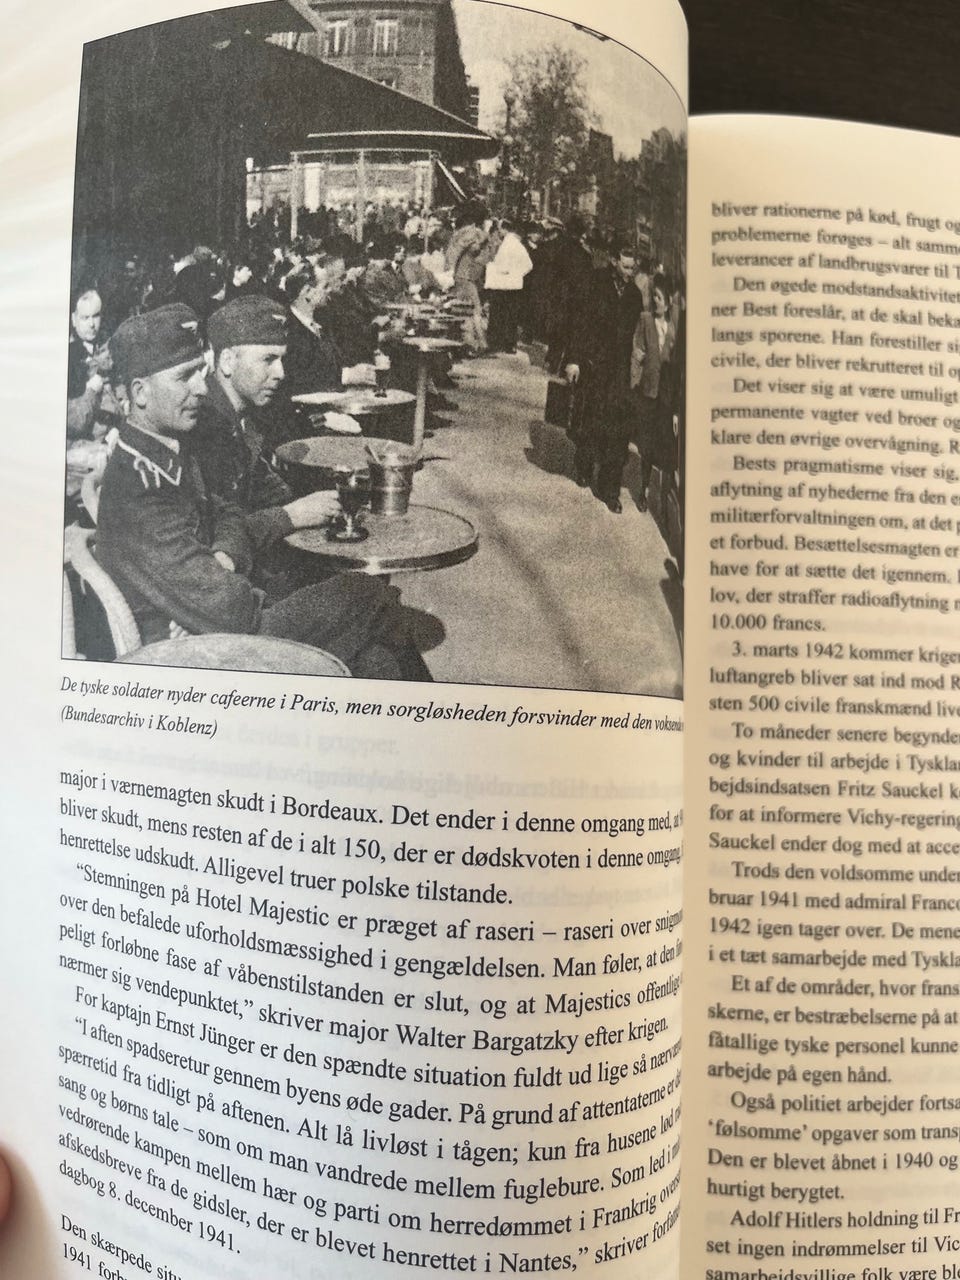 De tyske soldater nyder cafeerne i Paris, men sorgløsheden forsvinder med den
(Bundesarchiv i Koblenz)
major i værnemagten skudt i Bordeaux. Det ender i denne omgang med, at
bliver skudt, mens resten af de i alt 150, der er dødskvoten i denne omgang,
henrettelse udskudt. Alligevel truer polske tilstande.
“Stemningen på Hotel Majestic er præget af raseri – raseri over
over den befalede uforholdsmæssighed i gengældelsen. Man føler, at den
peligt forløbne fase af våbenstilstanden er slut, og at Majestics offentlige
nærmer sig vendepunktet,” skriver major Walter Bargatzky efter krigen.
For kaptajn Ernst Jünger er den spændte situation fuldt ud lige så
“I aften spadseretur gennem byens øde gader. På grund af attentaterne er
spærretid fra tidligt på aftenen. Alt lå livløst i tågen; kun fra husene lød
sang og børns tale – som om man vandrede mellem fuglebure. Som led i
vedrørende kampen mellem hær og parti om herredømmet i Frankrig
afskedsbreve fra de gidsler, der er blevet henrettet i Nantes,” skriver
dagbog 8. december 1941.
Den skærpede
1941
bliver rationerne på kød, frugt og
problemerne forøges – alt
leverancer af landbrugsvarer til
Den øgede modstandsaktivitet
ner Best foreslår, at de skal
langs sporene. Han forestiller
civile, der bliver rekrutteret til
Det viser sig at være umuligt
permanente vagter ved broer og
klare den øvrige overvågning.
Bests pragmatisme viser sig,
aflytning af nyhederne fra den
militærforvaltningen om, at det
et forbud. Besættelsesmagten er
have for at sætte det igennem.
lov, der straffer radioaflytning
10.000 francs.
3. marts 1942 kommer
luftangreb bliver sat ind mod
sten 500 civile franskmænd
To måneder senere begynder
og kvinder til arbejde i
bejdsindsatsen Fritz Sauckel
for at informere
Sauckel ender dog med at
Trods den voldsomme
bruar 1941 med admiral
1942 igen tager over. De
i et tæt samarbejde med
Et af de områder, hvor
skerne, er bestræbelserne på at
fåtallige tyske personel kunne
arbejde på egen hånd.
Også politiet arbejder
‘følsomme’ opgaver som
Den er blevet åbnet i 1940 og
hurtigt berygtet.
Adolf Hitlers holdning til
set ingen indrømmelser til
samarbejdsvillige folk være